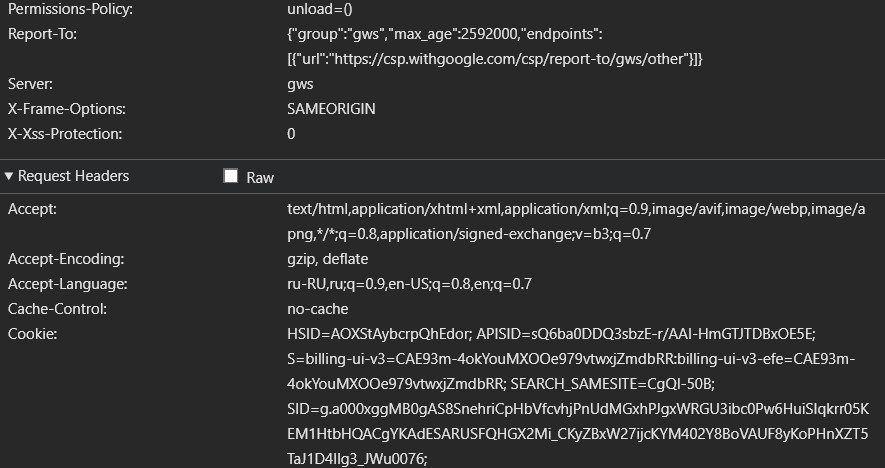 Permissions-Policy: unload=()
Report-To: {"group":"gws","max_age":2592000,"endpoints":
[{"url":"https://csp.withgoogle.com/csp/report-to/gws/other"}]}
Server: gws
X-Frame-Options: SAMEORIGIN
X-Xss-Protection: 0
Request Headers Raw
Accept: text/html,application/xhtml+xml,application/xml;q=0.9,image/avif,image/webp,image/a
png,*/*;q=0.8,application/signed-exchange;v=b3;q=0.7
Accept-Encoding: gzip, deflate
Accept-Language: ru-RU,ru;q=0.9,en-US;q=0.8,en;q=0.7
Cache-Control: no-cache
Cookie: HSID=AOXStAybcrpQhEdor; APISID=sQ6ba0DDQ3sbzE-r/AAI-HmGTJTDBxOE5E;
S=billing-ui-v3=CAE93m-4okYouMXOOe979vtwxjZmdbRR:billing-ui-v3-efe=CAE93m-
4okYouMXOOe979vtwxjZmdbRR; SEARCH_SAMESITE=CgQI-50B;
SID=g.a000xggMB0gAS8SnehriCpHbVfcvhjPnUdMGxhPJgxWRGU3ibc0Pw6HuiSIqkrr05K
EM1HtbHQACgYKAdESARUSFQHGX2Mi_CKyZBxW27ijcKYM402Y8BoVAUF8yKoPHnXZT5
TaJ1D4lIg3_JWu0076;